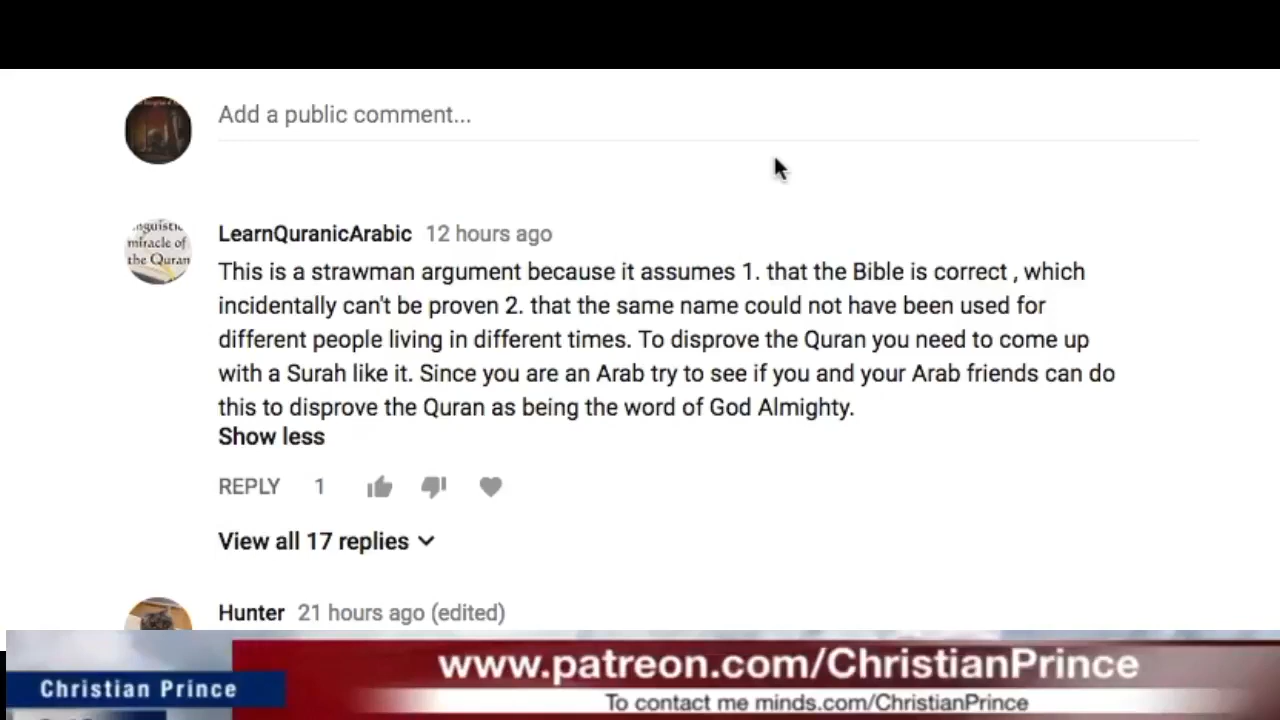 Add a public comment...
nguistic
miracle of
the Quran
LearnQuranicArabic 12 hours ago
This is a strawman argument because it assumes 1. that the Bible is correct , which
incidentally can't be proven 2. that the same name could not have been used for
different people living in different times. To disprove the Quran you need to come up
with a Surah like it. Since you are an Arab try to see if you and your Arab friends can do
this to disprove the Quran as being the word of God Almighty.
Show less
REPLY 1
View all 17 replies
Hunter 21 hours ago (edited)
www.patreon.com/ChristianPrince
Christian Prince
To contact me minds.com/ChristianPrince